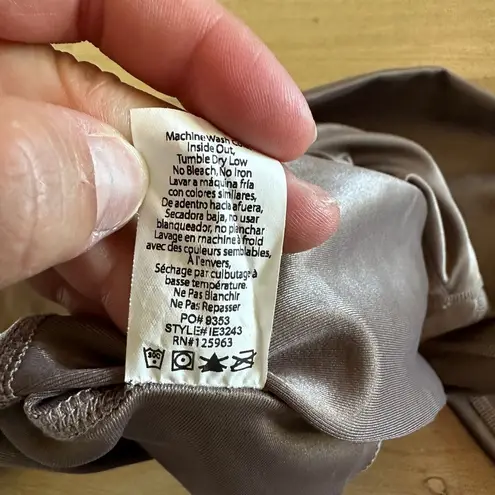 Machine Wash
Inside Out,
Tumble Dry Low
No Bleach, No Iron
Lavar a máquina fría
con colores similares,
De adentro hacia afuera,
Secadora baja, no usar
blanqueador, no planchar
Lavage en machine à froid
avec des couleurs semblables,
À l'envers,
Séchage par culbutage à
basse température.
Ne Pas Blanchir
Ne Pas Repasser
PO# 9353
STYLE#IE3243
RN#125963